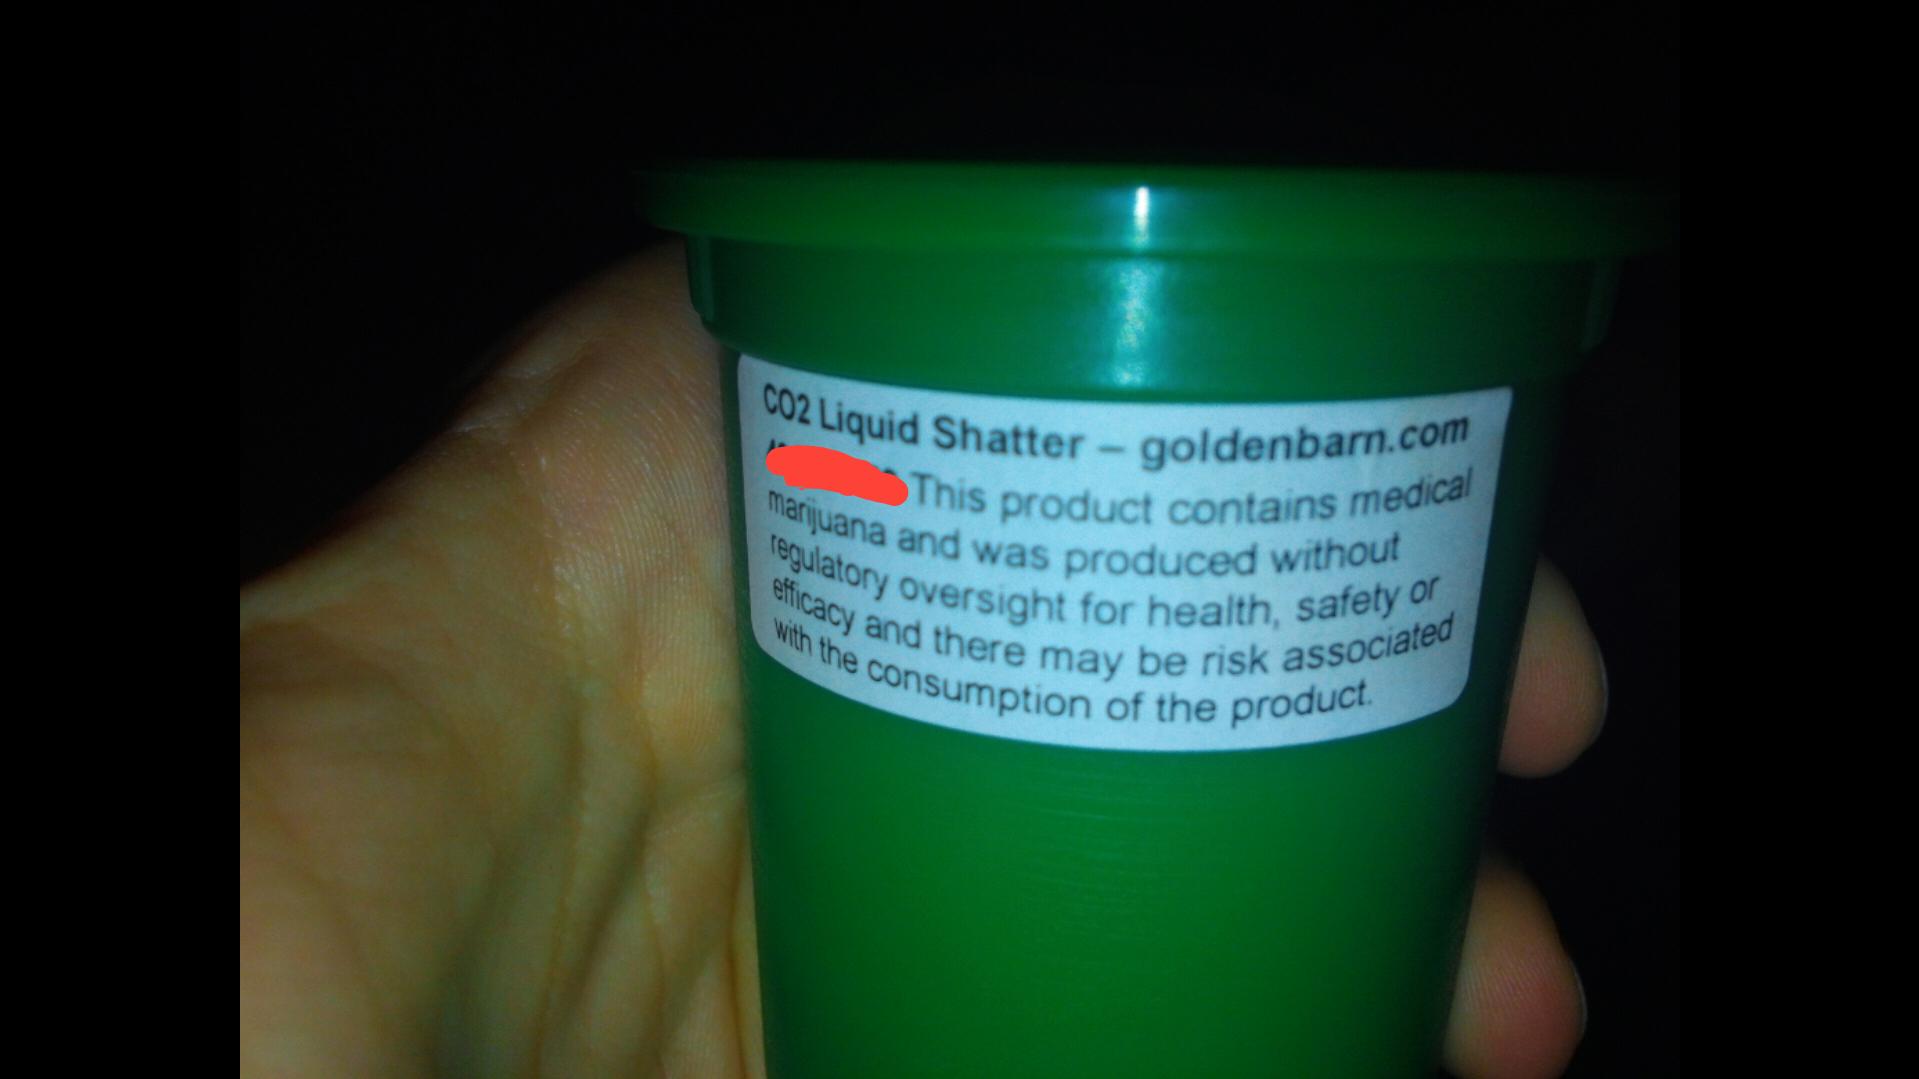 CO2 Liquid Shatter – goldenbarn.com
This product contains medical
marijuana and was produced without
regulatory oversight for health, safety or
efficacy and there may be risk associated
with the consumption of the product.